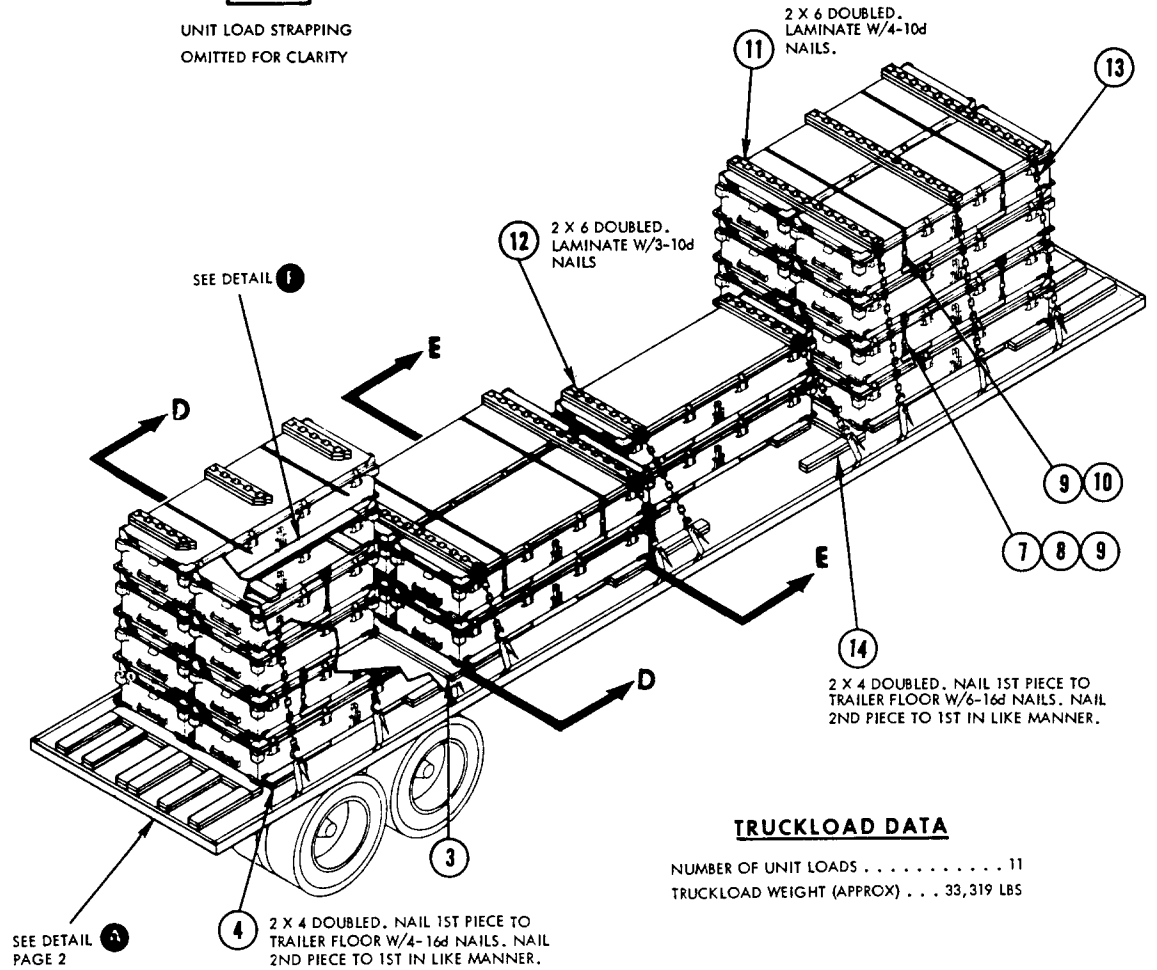 UNIT LOAD STRAPPING
OMITTED FOR CLARITY
2 X 6 DOUBLED.
LAMINATE W/4-10d
NAILS.
11
13
12
2 X 6 DOUBLED.
LAMINATE W/3-10d
NAILS
SEE DETAIL F
E
D
9 10
7 8 9
E
14
D
2 X 4 DOUBLED. NAIL 1ST PIECE TO
TRAILER FLOOR W/6-16d NAILS. NAIL
2ND PIECE TO 1ST IN LIKE MANNER.
TRUCKLOAD DATA
NUMBER OF UNIT LOADS . . . . . . . . . . . . 11
TRUCKLOAD WEIGHT (APPROX) . . . 33,319 LBS
3
4
2 X 4 DOUBLED. NAIL 1ST PIECE TO
TRAILER FLOOR W/4-16d NAILS. NAIL
2ND PIECE TO 1ST IN LIKE MANNER.
SEE DETAIL A
PAGE 2